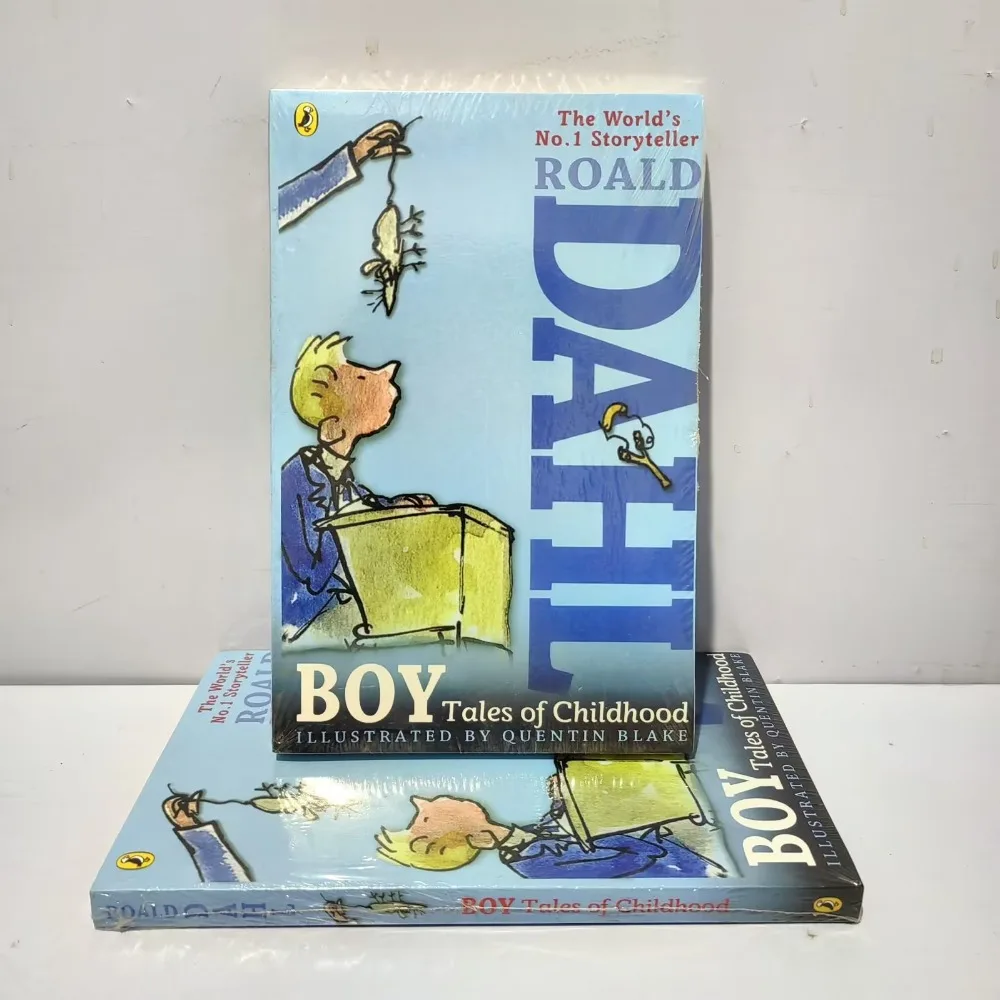 The World's
No.1 Storyteller
ROALD
DAHL
BOY Tales of Childhood
ILLUSTRATED BY QUENTIN BLAKE
The World's
No.1 Storyteller
ROALD
BOY Tales of Childhood
ILLUSTRATED BY QUENTIN BLAKE
ROALD DAHL BOY Tales of Childhood